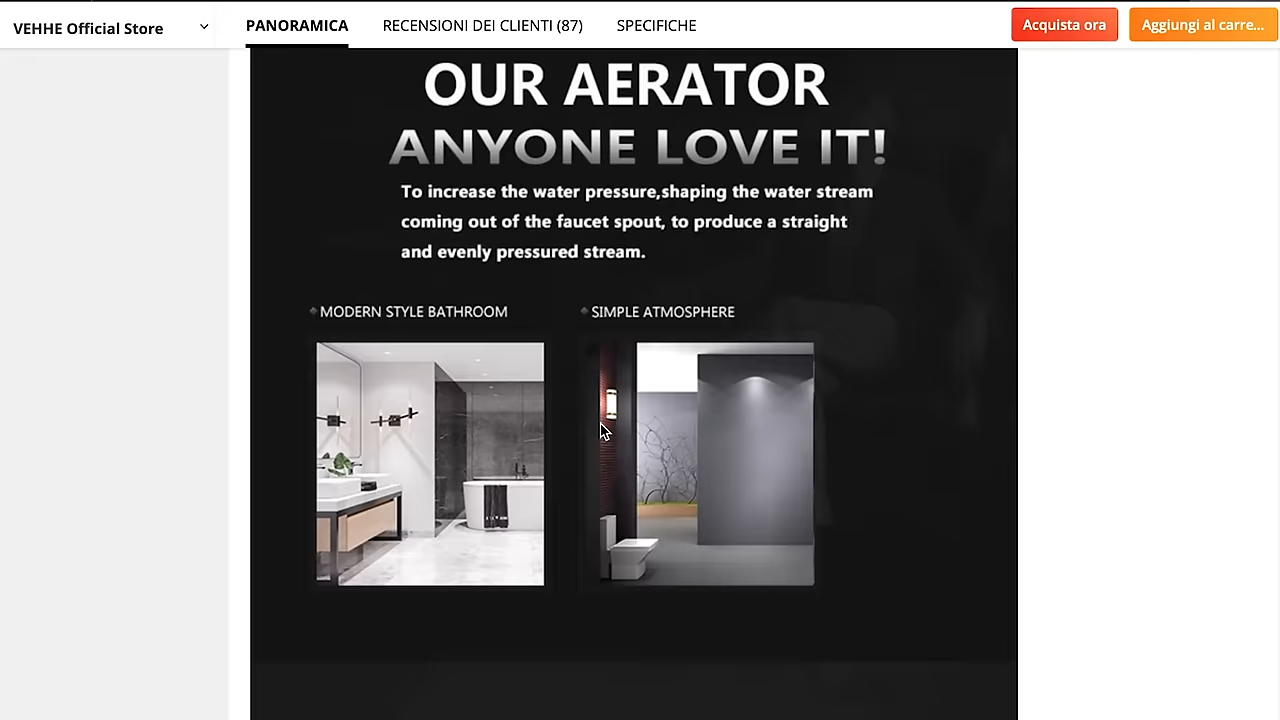 VEHHE Official Store
PANORAMICA
RECENSIONI DEI CLIENTI (87)
SPECIFICHE
Acquista ora
Aggiungi al carre...
OUR AERATOR
ANYONE LOVE IT!
To increase the water pressure,shaping the water stream
coming out of the faucet spout, to produce a straight
and evenly pressured stream.
MODERN STYLE BATHROOM
SIMPLE ATMOSPHERE